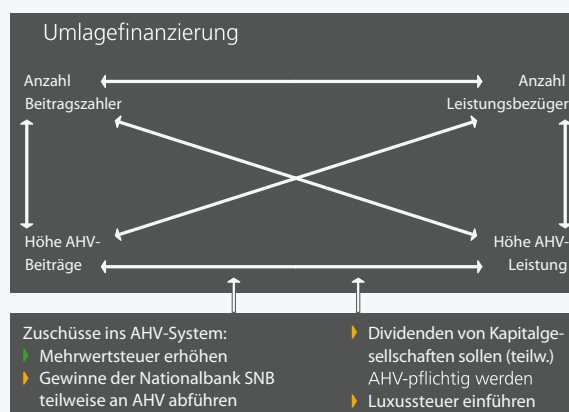 Umlagefinanzierung
Anzahl
Beitragszahler
Anzahl
Leistungsbezüger
Höhe AHV-
Beiträge
Höhe AHV-
Leistung
Zuschüsse ins AHV-System:
Mehrwertsteuer erhöhen
Gewinne der Nationalbank SNB
teilweise an AHV abführen
Dividenden von Kapitalge-
sellschaften sollen (teilw.)
AHV-pflichtig werden
Luxussteuer einführen